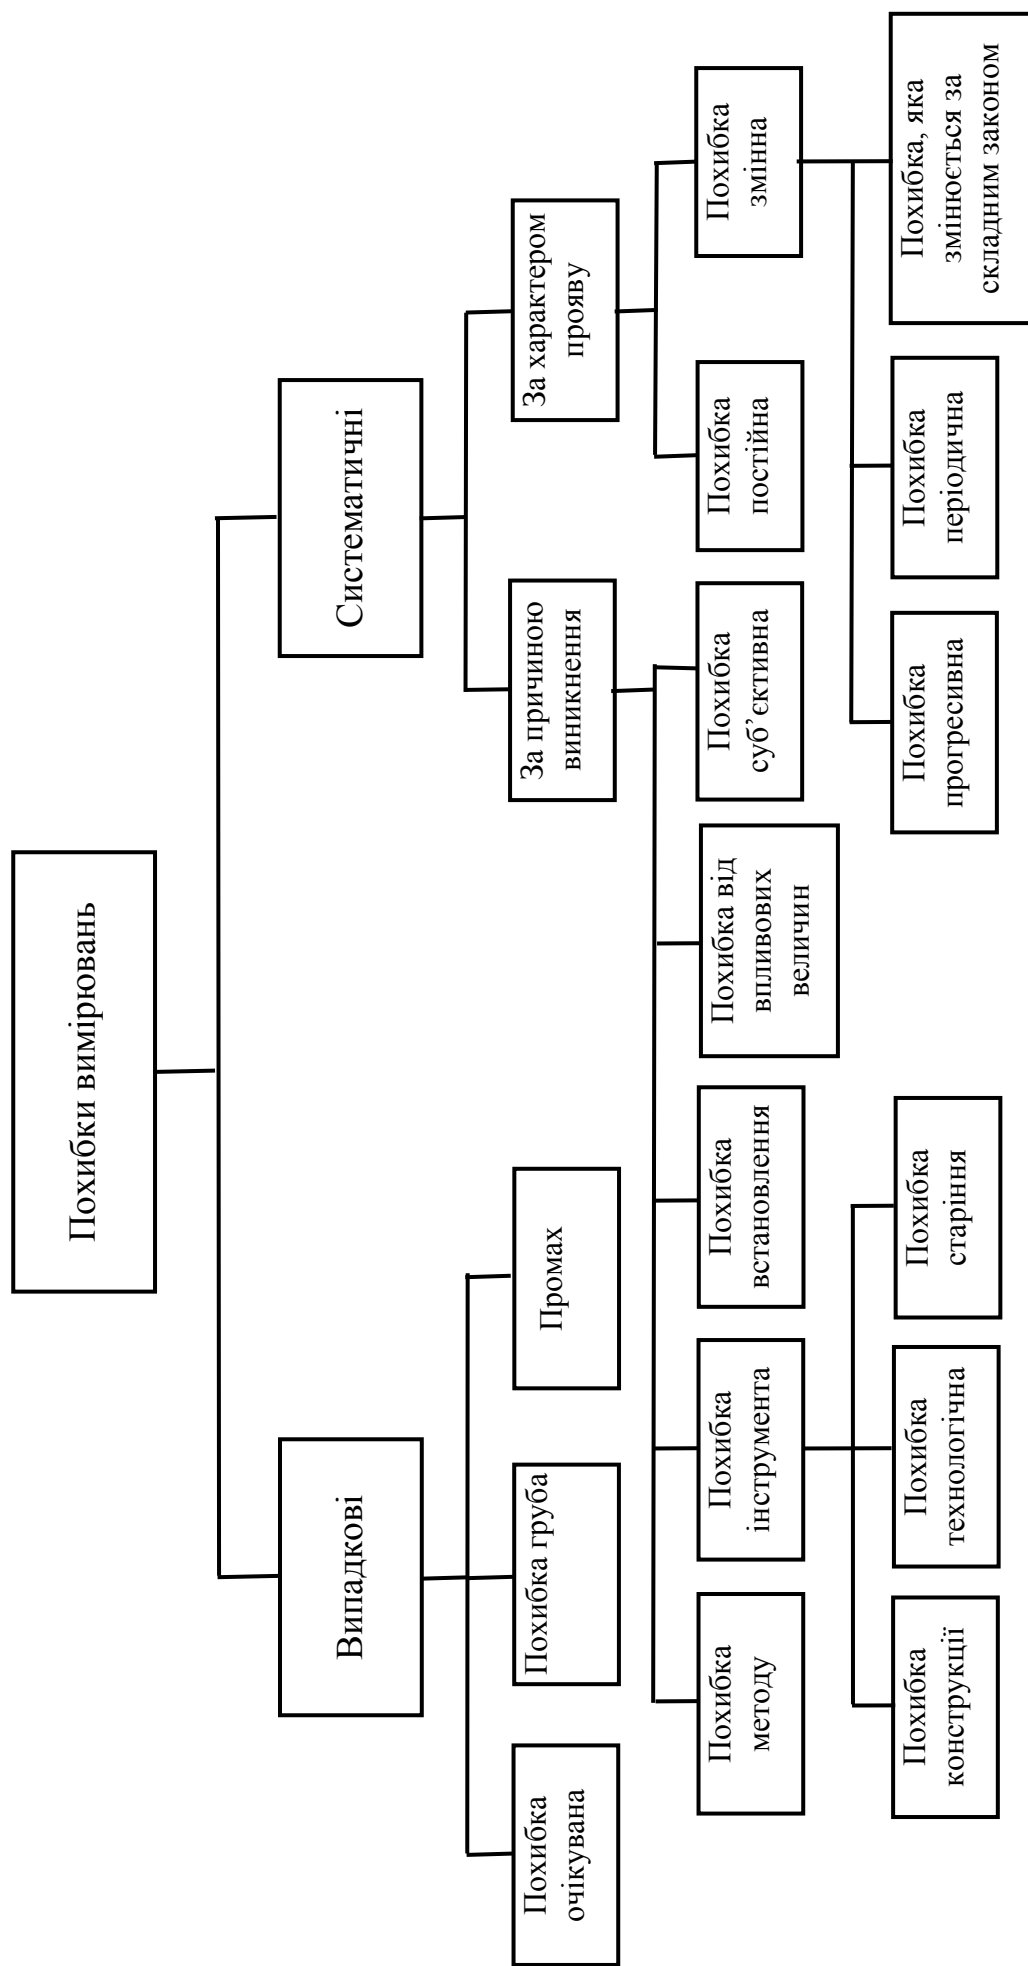 Похибки вимірювань
Випадкові
Систематичні
Похибка
очікувана
Похибка груба
Промах
За причиною
виникнення
За характером
прояву
Похибка
методу
Похибка
інструмента
Похибка
встановлення
Похибка від
впливових
величин
Похибка
суб’єктивна
Похибка
постійна
Похибка
змінна
Похибка
конструкції
Похибка
технологічна
Похибка
старіння
Похибка
прогресивна
Похибка
періодична
Похибка, яка
змінюється за
складним законом